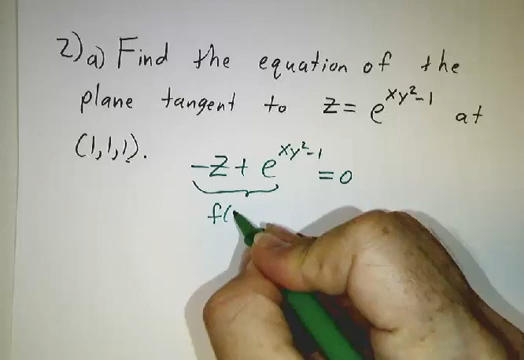 2) a) Find the equation of the
plane tangent to z = e^{xy²-1} at
(1,1,1).
-z + e^{xy²-1} = 0
f(